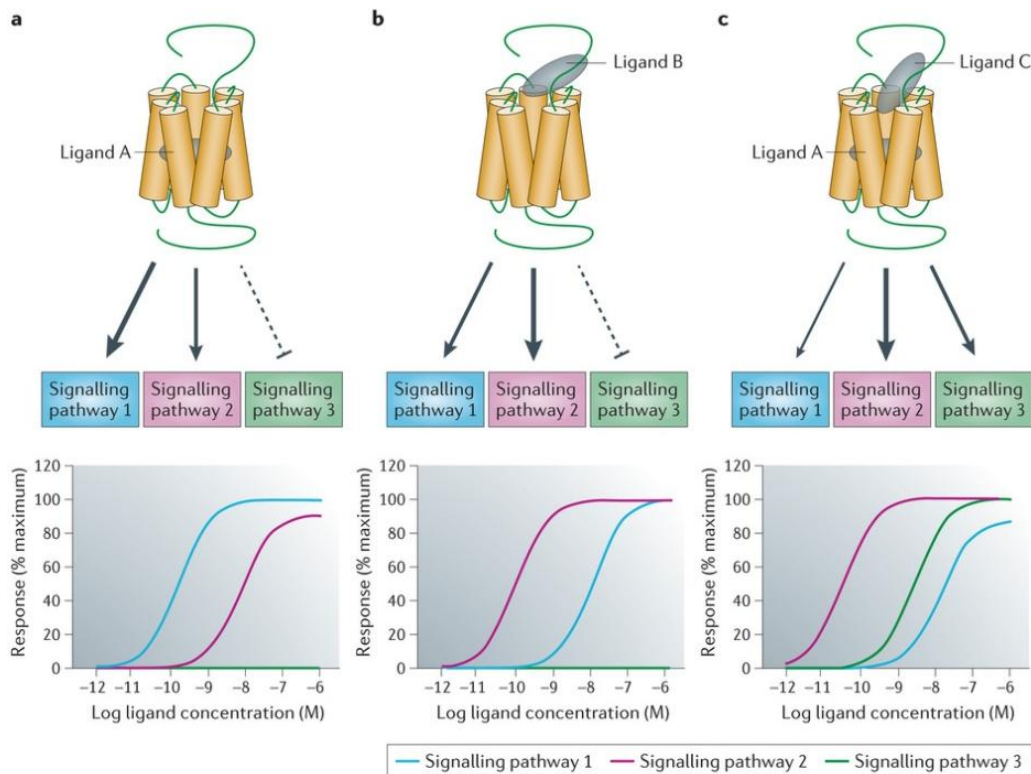 a
Ligand A
Signalling
pathway 1
Signalling
pathway 2
Signalling
pathway 3
Response (% maximum)
120
100
80
60
40
20
0
–12 –11 –10 –9 –8 –7 –6
Log ligand concentration (M)
b
Ligand B
Signalling
pathway 1
Signalling
pathway 2
Signalling
pathway 3
Response (% maximum)
120
100
80
60
40
20
0
–12 –11 –10 –9 –8 –7 –6
Log ligand concentration (M)
c
Ligand C
Ligand A
Signalling
pathway 1
Signalling
pathway 2
Signalling
pathway 3
Response (% maximum)
120
100
80
60
40
20
0
–12 –11 –10 –9 –8 –7 –6
Log ligand concentration (M)
Signalling pathway 1 Signalling pathway 2 Signalling pathway 3